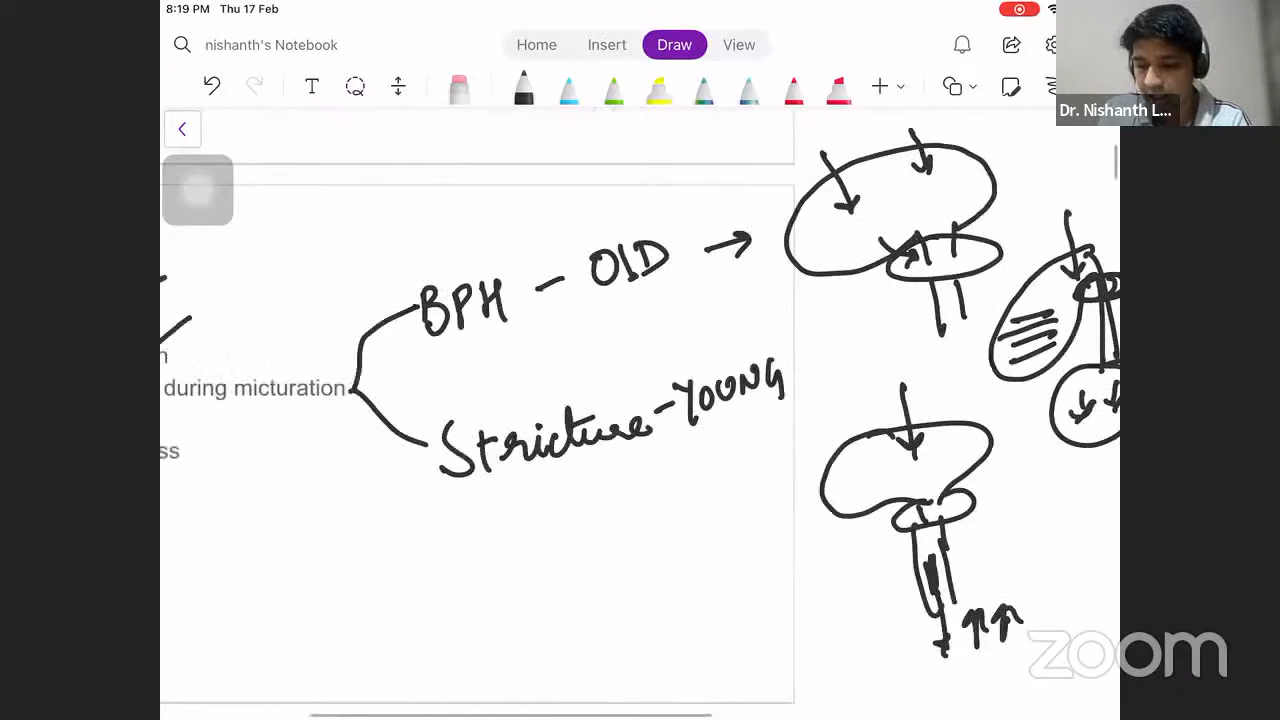 8:19 PM Thu 17 Feb
nishanth's Notebook
Home Insert Draw View
Dr. Nishanth L...
BPH - OID
during micturation
Stricture - YOUNG
ss
zoom